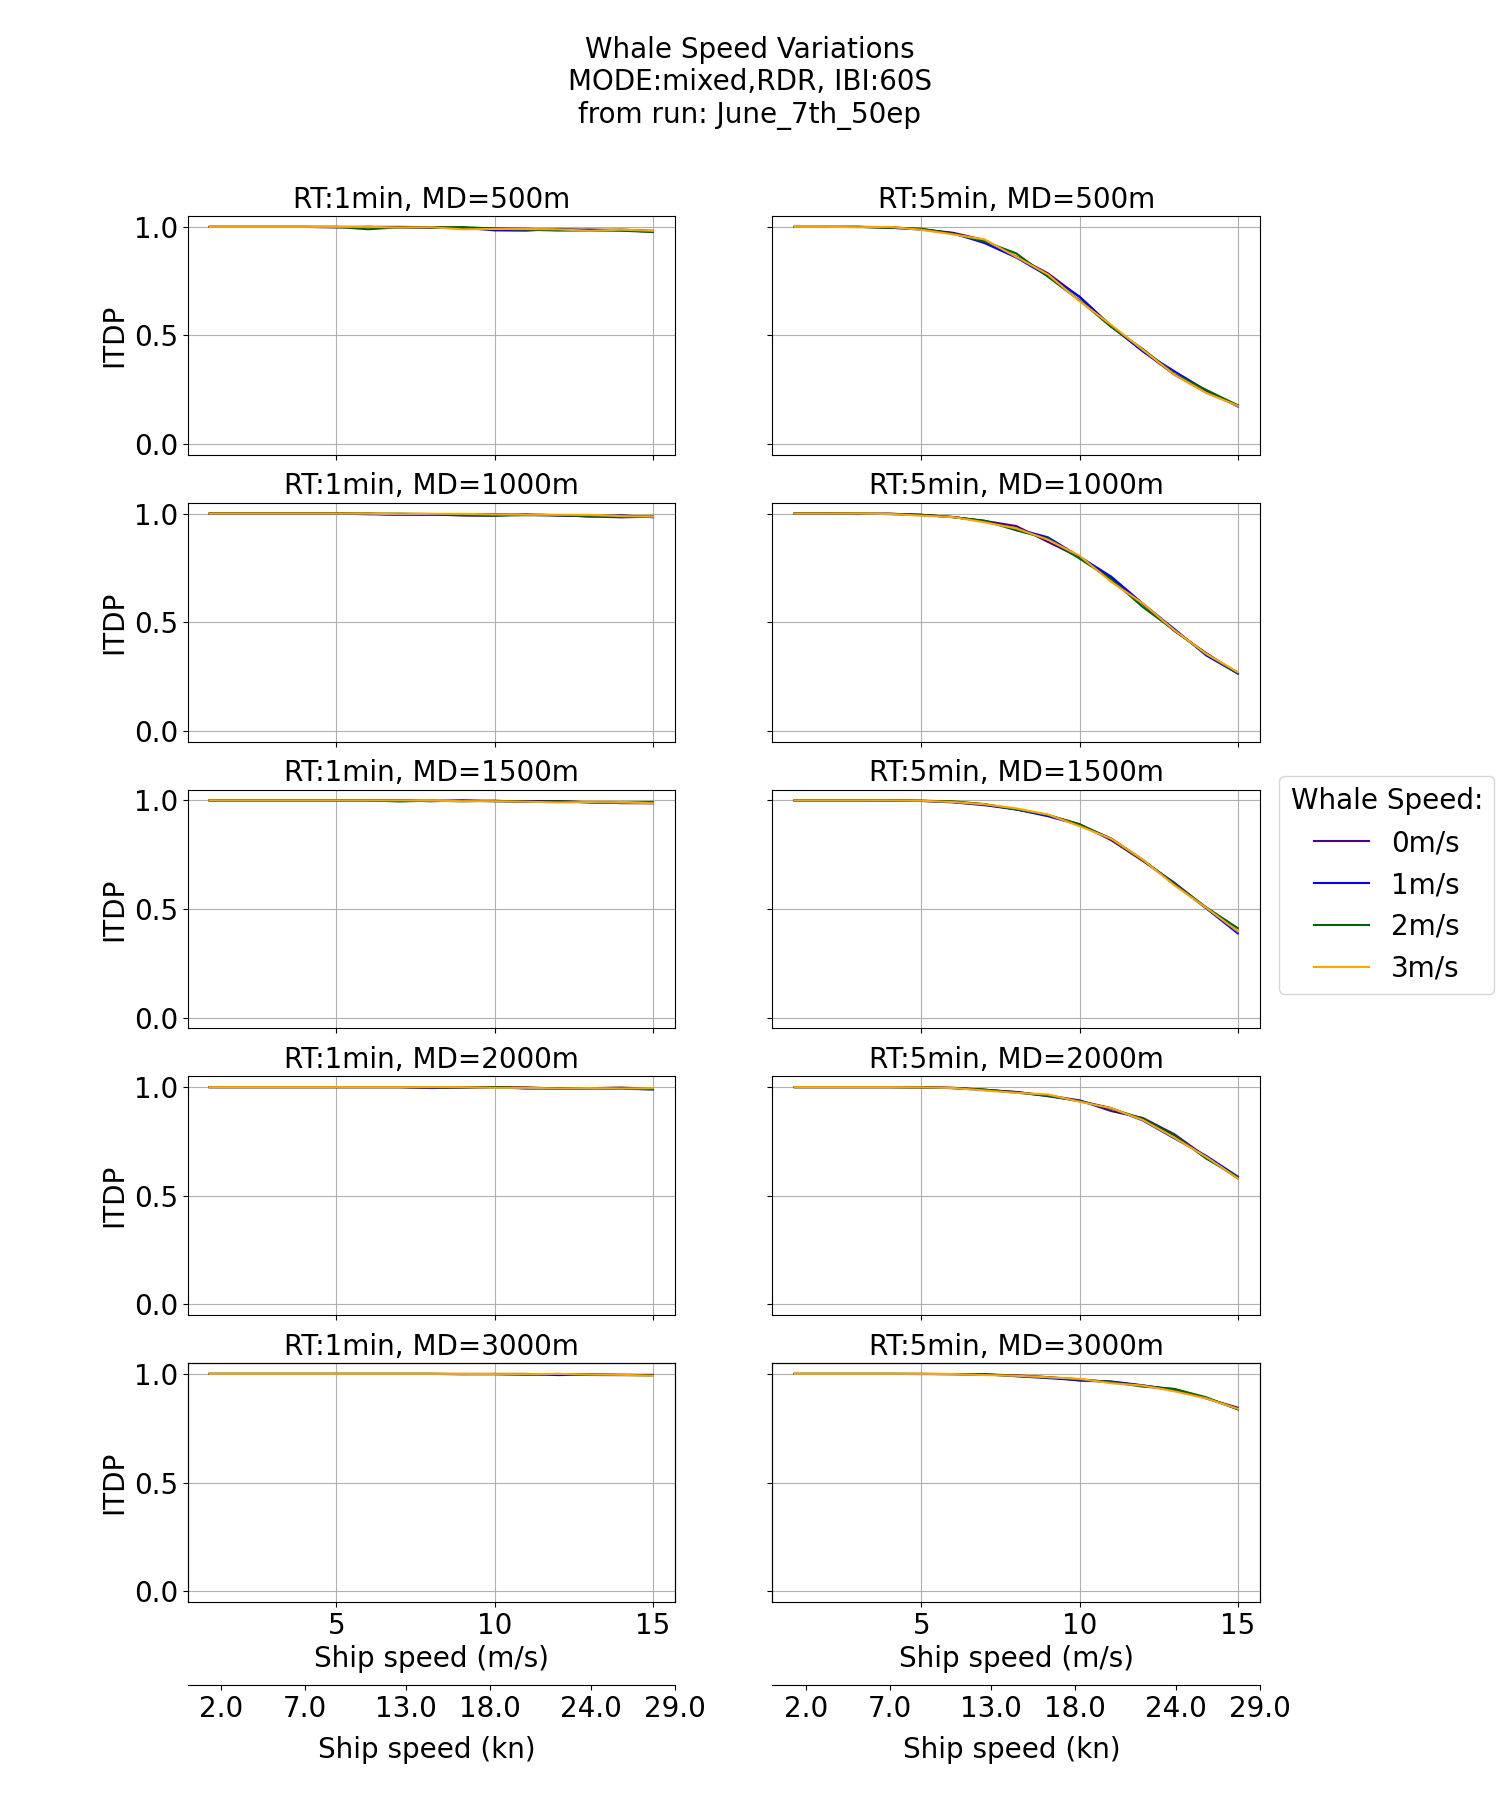 Whale Speed Variations
MODE:mixed,RDR, IBI:60S
from run: June_7th_50ep
RT:1min, MD=500m
RT:5min, MD=500m
1.0
0.5
0.0
ITDP
RT:1min, MD=1000m
RT:5min, MD=1000m
1.0
0.5
0.0
ITDP
RT:1min, MD=1500m
RT:5min, MD=1500m
1.0
0.5
0.0
ITDP
Whale Speed:
0m/s
1m/s
2m/s
3m/s
RT:1min, MD=2000m
RT:5min, MD=2000m
1.0
0.5
0.0
ITDP
RT:1min, MD=3000m
RT:5min, MD=3000m
1.0
0.5
0.0
ITDP
5 10 15
5 10 15
Ship speed (m/s)
Ship speed (m/s)
2.0 7.0 13.0 18.0 24.0 29.0
2.0 7.0 13.0 18.0 24.0 29.0
Ship speed (kn)
Ship speed (kn)